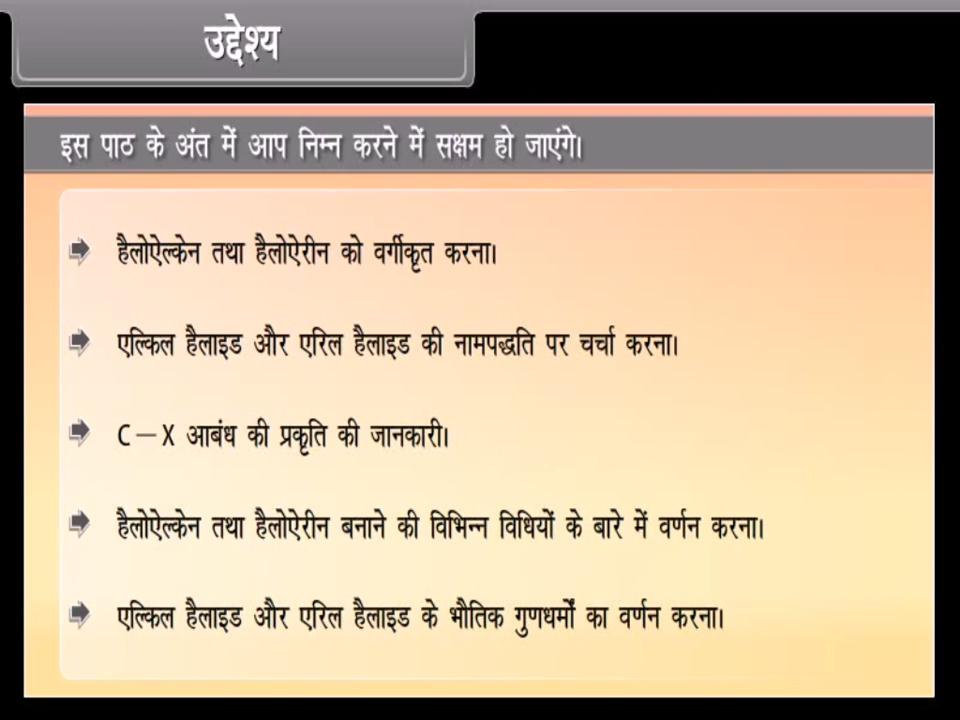 उद्देश्य
इस पाठ के अंत में आप निम्न करने में सक्षम हो जाएंगे।
हैलोऐल्केन तथा हैलोऐरीन को वर्गीकृत करना।
एल्किल हैलाइड और एरिल हैलाइड की नामपद्धति पर चर्चा करना।
C – X आबंध की प्रकृति की जानकारी।
हैलोऐल्केन तथा हैलोऐरीन बनाने की विभिन्न विधियों के बारे में वर्णन करना।
एल्किल हैलाइड और एरिल हैलाइड के भौतिक गुणधर्मों का वर्णन करना।